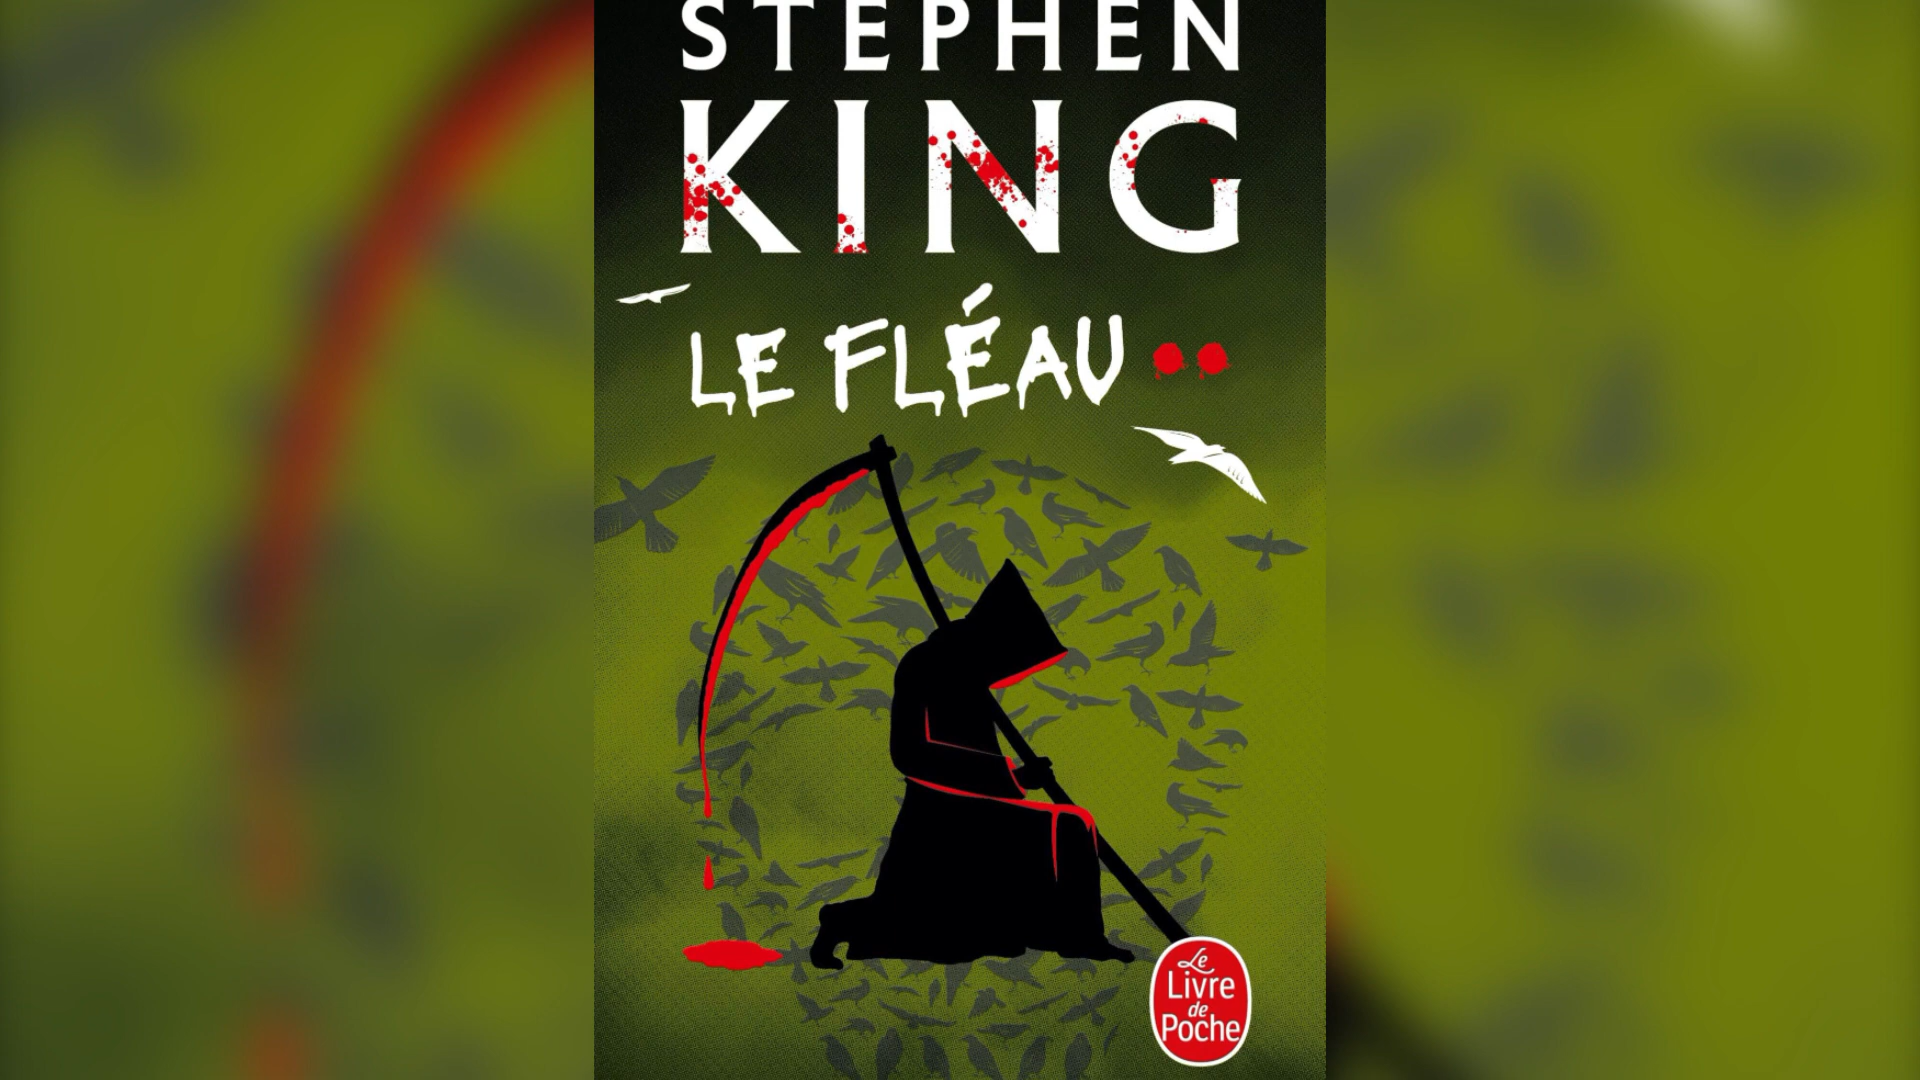 STEPHEN
KING
LE FLÉAU
Le
Livre
de
Poche